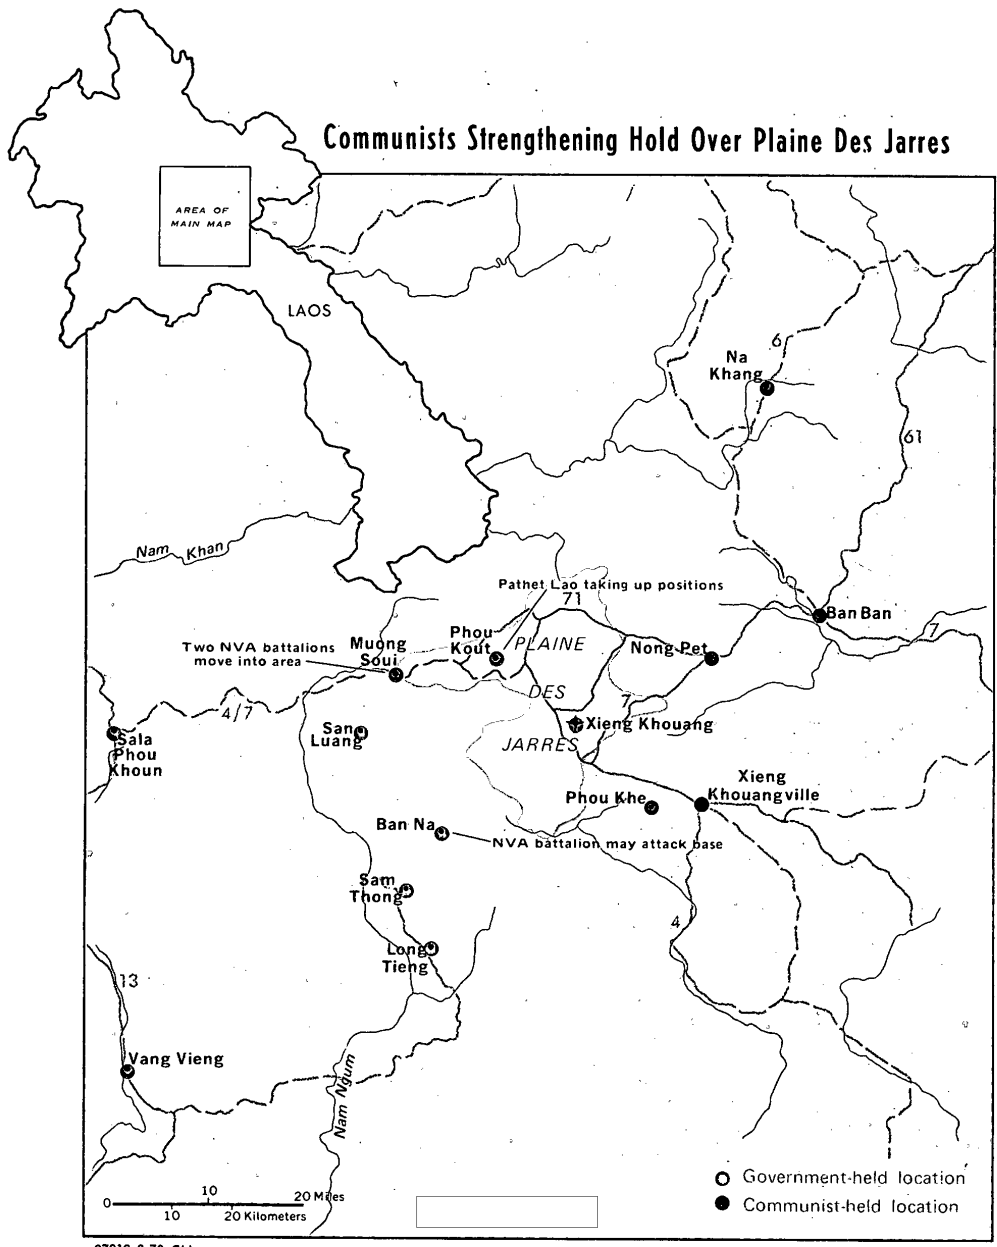 Communists Strengthening Hold Over Plaine Des Jarres
AREA OF
MAIN MAP
LAOS
6
Na
Khang
61
Nam Khan
Pathet Lao taking up positions
71
Ban Ban
7
Phou
Kout
PLAINE
Nong Pet
Two NVA battalions
move into area
Muong
Soui
DES
7
4/7
Xieng Khouang
San
Luang
Sala
Phou
Khoun
JARRES
Xieng
Khouangville
Phou Khe
Ban Na
NVA battalion may attack base
Sam
Thong
4
Long
Tieng
13
Vang Vieng
Nam Ngum
Government-held location
Communist-held location
0 10 20 Miles
10 20 Kilometers